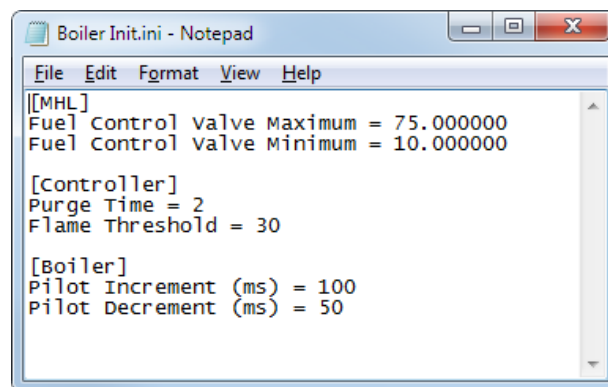 Boiler Init.ini - Notepad
File Edit Format View Help
[MHL]
Fuel Control Valve Maximum = 75.000000
Fuel Control Valve Minimum = 10.000000
[Controller]
Purge Time = 2
Flame Threshold = 30
[Boiler]
Pilot Increment (ms) = 100
Pilot Decrement (ms) = 50